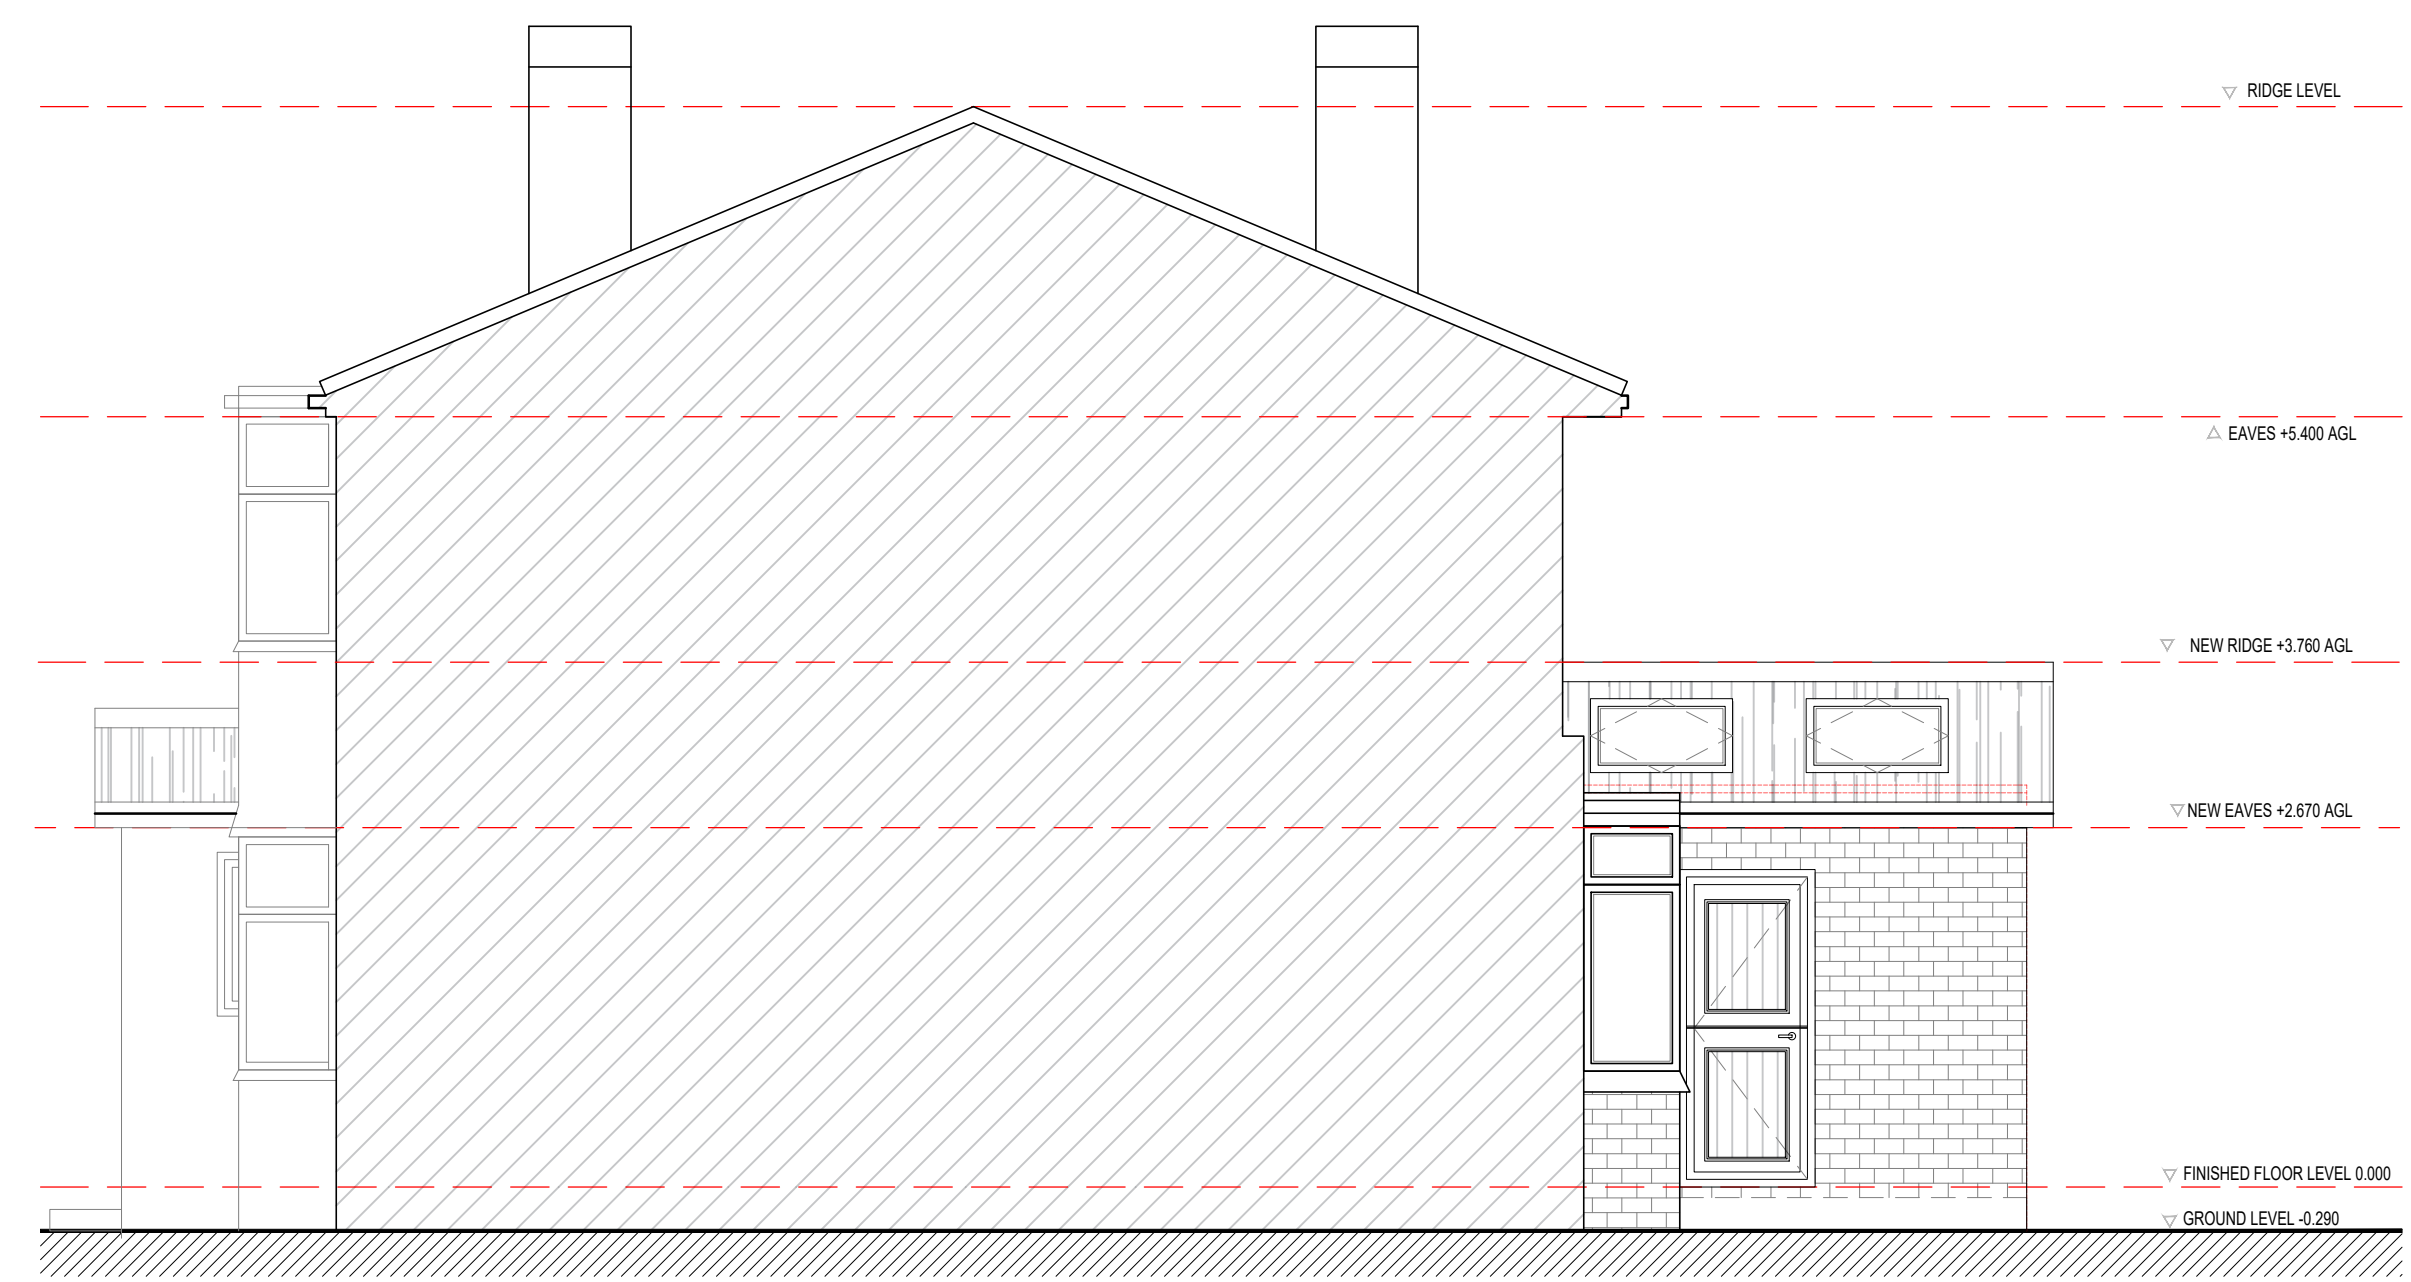 RIDGE LEVEL
EAVES +5.400 AGL
NEW RIDGE +3.760 AGL
NEW EAVES +2.670 AGL
FINISHED FLOOR LEVEL 0.000
GROUND LEVEL -0.290